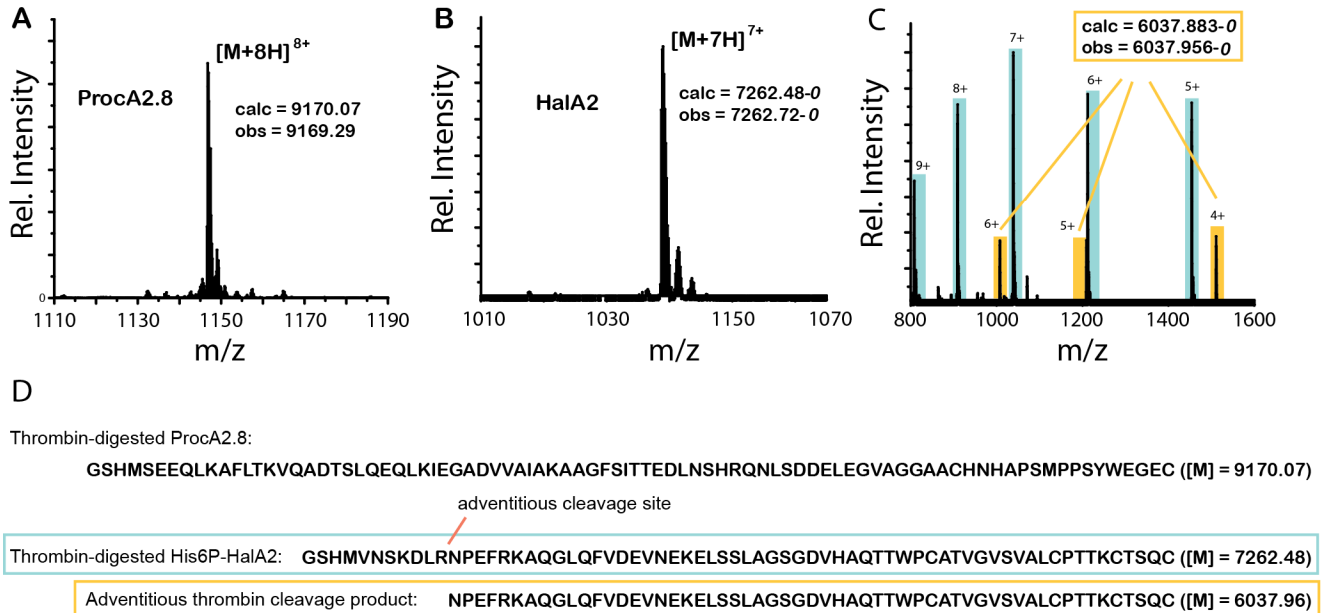 A
[M+8H]8+
ProcA2.8
calc = 9170.07
obs = 9169.29
Rel. Intensity
0
1110 1130 1150 1170 1190
m/z
B
[M+7H]7+
HalA2
calc = 7262.48-0
obs = 7262.72-0
Rel. Intensity
1010 1030 1150 1070
m/z
C
calc = 6037.883-0
obs = 6037.956-0
7+
8+
6+
5+
9+
6+
5+
4+
Rel. Intensity
800 1000 1200 1400 1600
m/z
D
Thrombin-digested ProcA2.8:
GSHMSEEQLKAFLTKVQADTSLQEQLKIEGADVVAIAKAAGFSITTEDLNSHRQNLSDDELEGVAGGAACHNHAPSMPPSYWEGEC ([M] = 9170.07)
adventitious cleavage site
Thrombin-digested His6P-HalA2: GSHMVNSKDLRNPEFRKAQGLQFVDEVNEKELSSLAGSGDVHAQTTWPCATVGVSVALCPTTKCTSQC ([M] = 7262.48)
Adventitious thrombin cleavage product: NPEFRKAQGLQFVDEVNEKELSSLAGSGDVHAQTTWPCATVGVSVALCPTTKCTSQC ([M] = 6037.96)